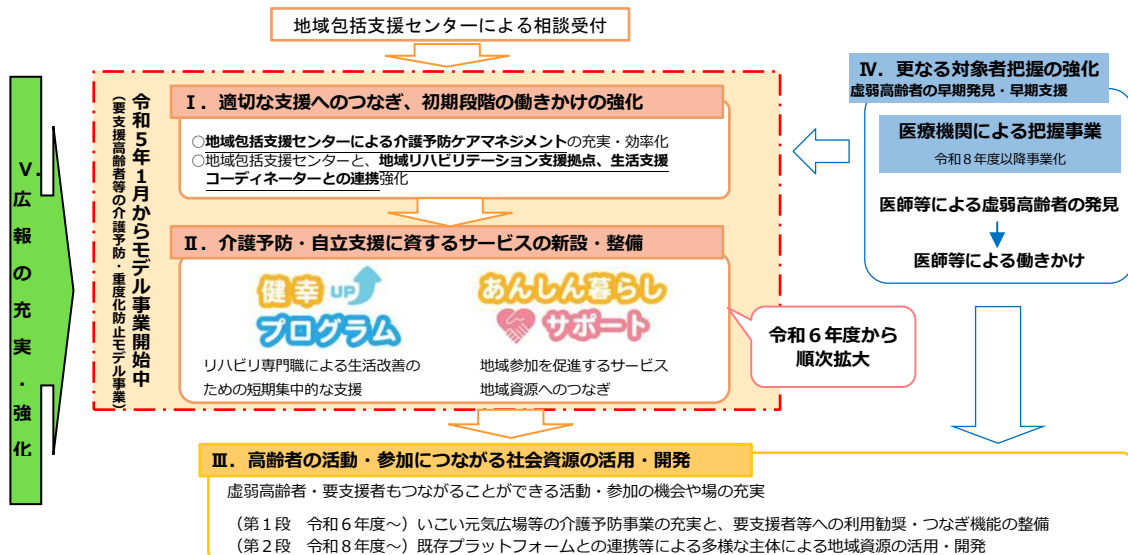 地域包括支援センターによる相談受付
Ⅴ．広報の充実・強化
令和５年１月からモデル事業開始中
（要支援高齢者等の介護予防・重度化防止モデル事業）
Ⅰ．適切な支援へのつなぎ、初期段階の働きかけの強化
○地域包括支援センターによる介護予防ケアマネジメントの充実・効率化
○地域包括支援センターと、地域リハビリテーション支援拠点、生活支援
コーディネーターとの連携強化
Ⅱ．介護予防・自立支援に資するサービスの新設・整備
健幸UP
プログラム
リハビリ専門職による生活改善の
ための短期集中的な支援
あんしん暮らし
サポート
地域参加を促進するサービス
地域資源へのつなぎ
令和６年度から
順次拡大
Ⅳ．更なる対象者把握の強化
虚弱高齢者の早期発見・早期支援
医療機関による把握事業
令和８年度以降事業化
医師等による虚弱高齢者の発見
医師等による働きかけ
Ⅲ．高齢者の活動・参加につながる社会資源の活用・開発
虚弱高齢者・要支援者もつながることができる活動・参加の機会や場の充実
（第１段　令和６年度～）いこい元気広場等の介護予防事業の充実と、要支援者等への利用勧奨・つなぎ機能の整備
（第２段　令和８年度～）既存プラットフォームとの連携等による多様な主体による地域資源の活用・開発